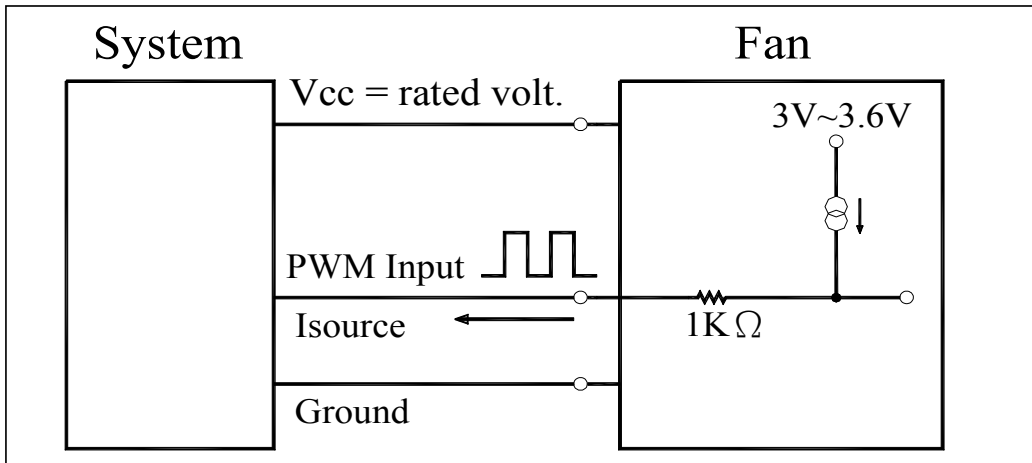 System
Fan
Vcc = rated volt.
3V~3.6V
PWM Input
Isource
1KΩ
Ground